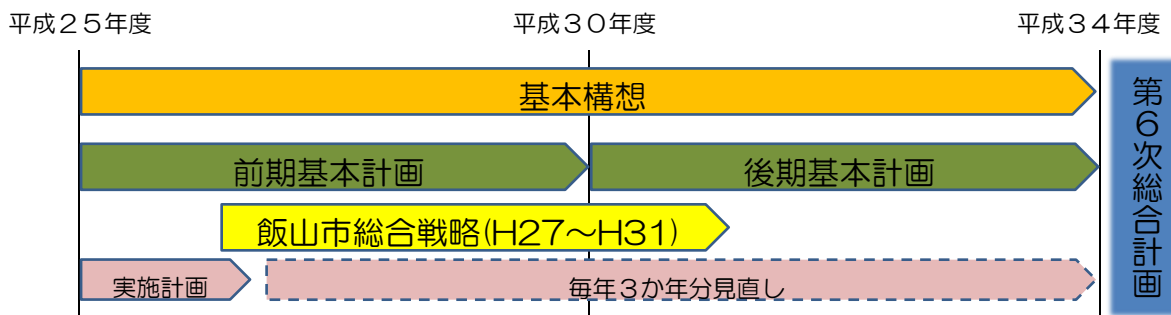 平成２５年度
平成３０年度
平成３４年度
基本構想
前期基本計画
後期基本計画
飯山市総合戦略(H27～H31)
実施計画
毎年３か年分見直し
第６次総合計画